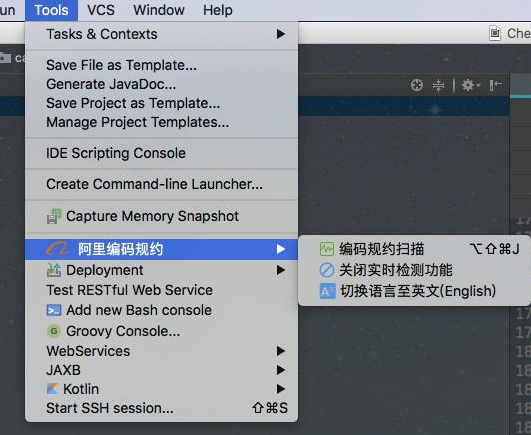 un Tools VCS Window Help
Tasks & Contexts
Che
ca
Save File as Template...
Generate JavaDoc...
Save Project as Template...
Manage Project Templates...
IDE Scripting Console
Create Command-line Launcher...
Capture Memory Snapshot
阿里编码规约
编码规约扫描 ⌥⇧⌘J
Deployment
关闭实时检测功能
Test RESTful Web Service
切换语言至英文(English)
Add new Bash console
Groovy Console...
WebServices
JAXB
Kotlin
Start SSH session... ⇧⌘S